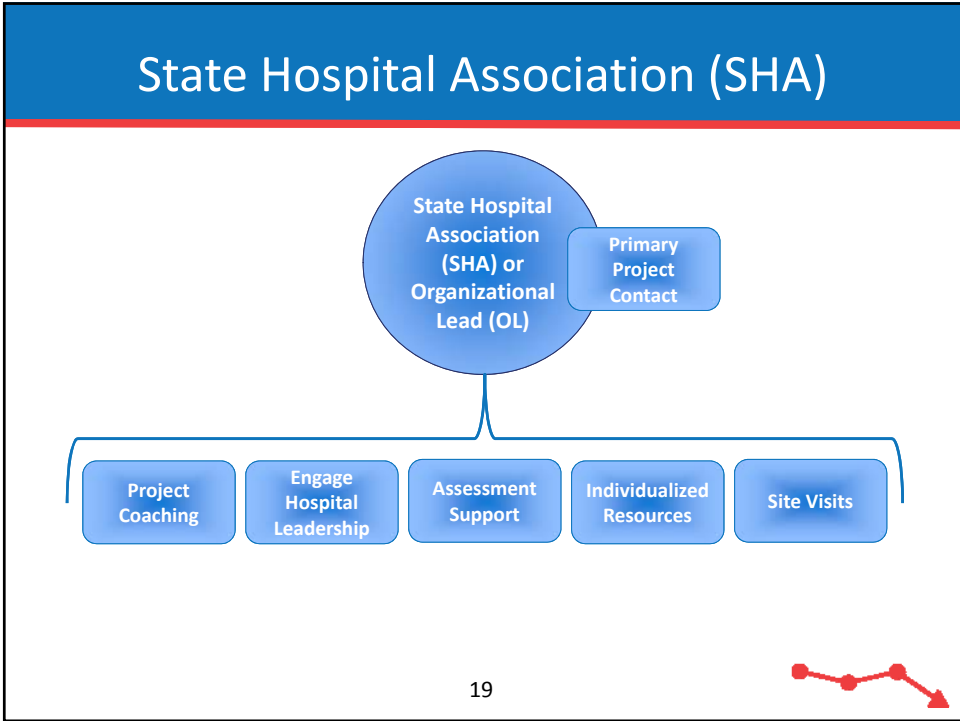 State Hospital Association (SHA)
State Hospital
Association
(SHA) or
Organizational
Lead (OL)
Primary
Project
Contact
Project
Coaching
Engage
Hospital
Leadership
Assessment
Support
Individualized
Resources
Site Visits
19